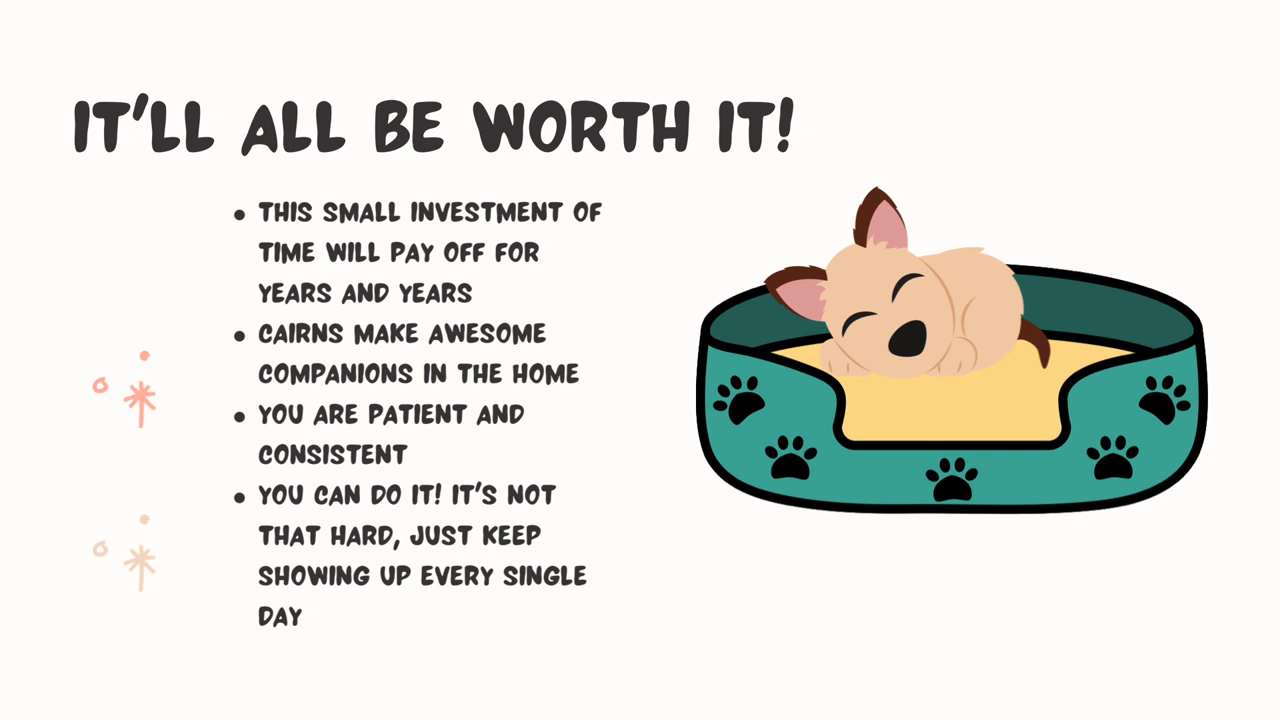 IT'LL ALL BE WORTH IT!
• THIS SMALL INVESTMENT OF
TIME WILL PAY OFF FOR
YEARS AND YEARS
• CAIRNS MAKE AWESOME
COMPANIONS IN THE HOME
• YOU ARE PATIENT AND
CONSISTENT
• YOU CAN DO IT! IT'S NOT
THAT HARD, JUST KEEP
SHOWING UP EVERY SINGLE
DAY